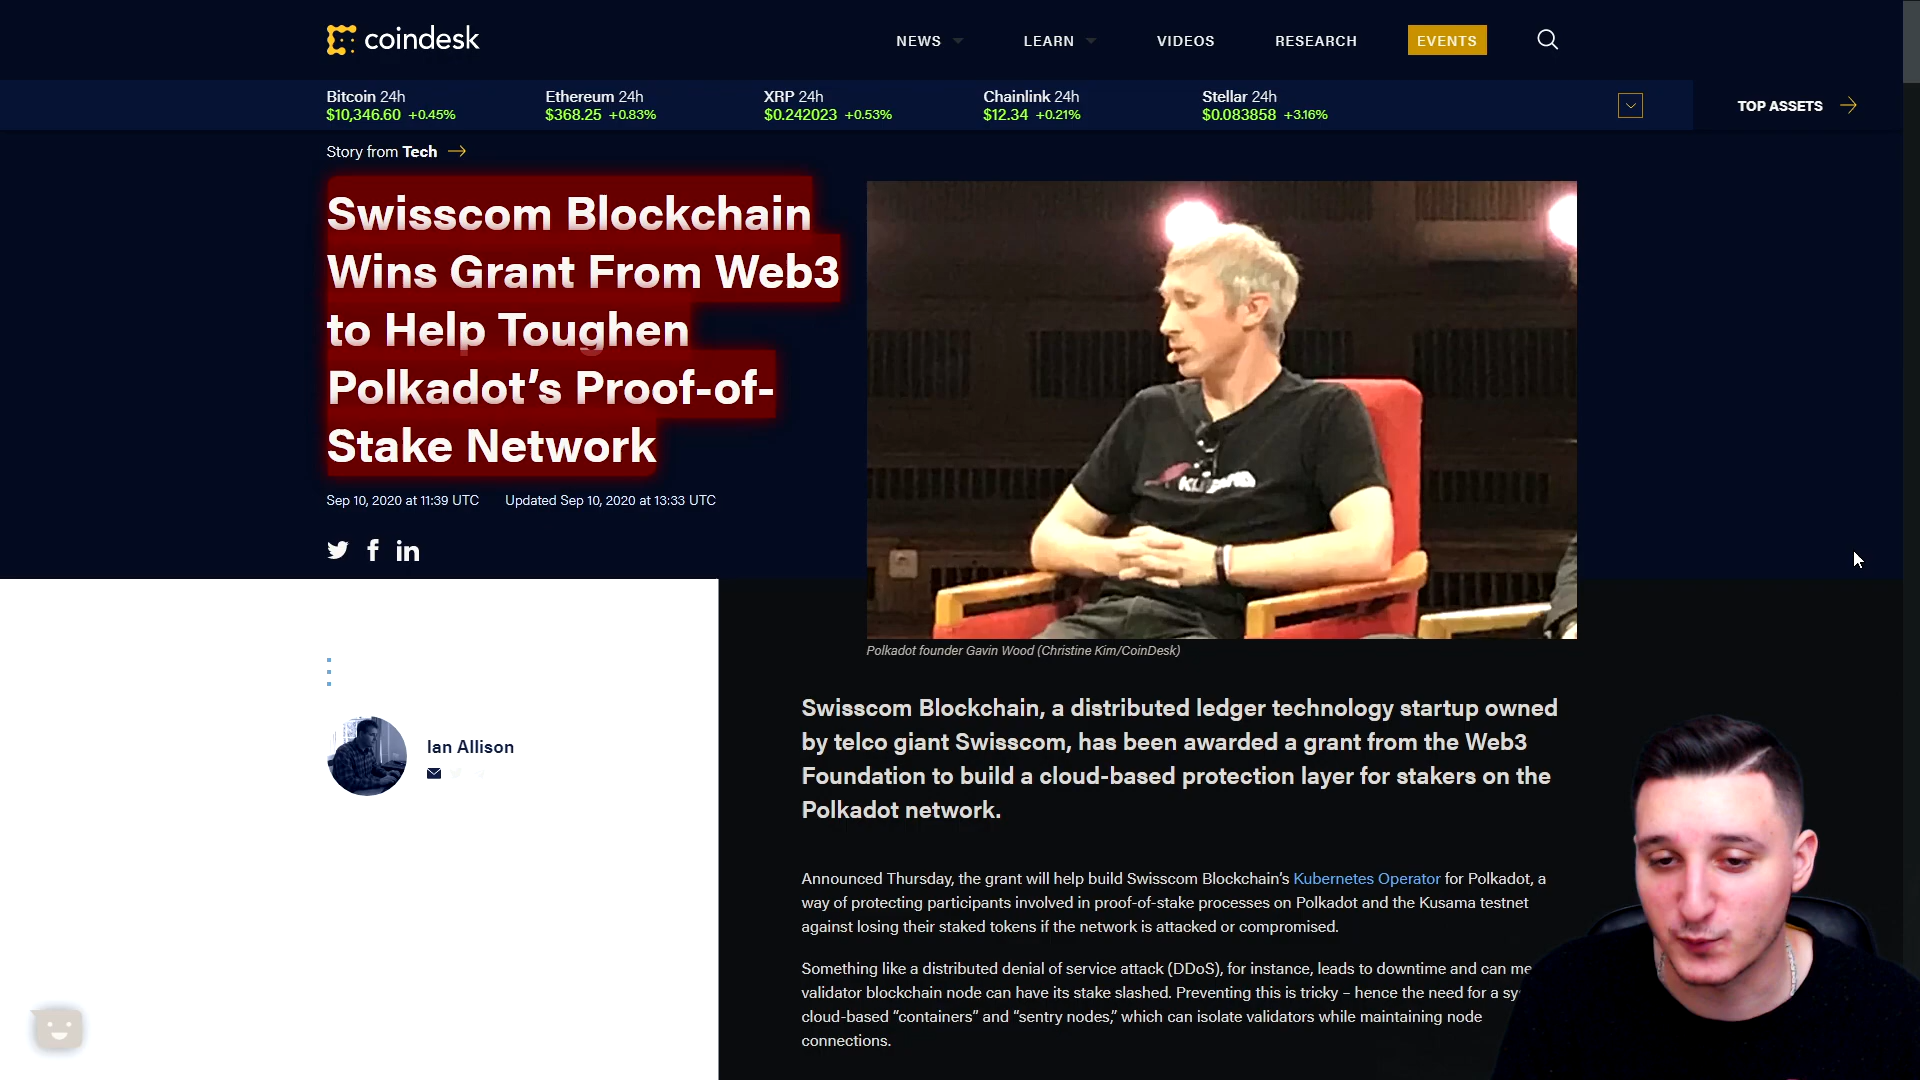 coindesk
NEWS
LEARN
VIDEOS
RESEARCH
EVENTS
Bitcoin 24h
$10,346.60 +0.45%
Ethereum 24h
$368.25 +0.83%
XRP 24h
$0.242023 +0.53%
Chainlink 24h
$12.34 +0.21%
Stellar 24h
$0.083858 +3.16%
TOP ASSETS
Story from Tech
Swisscom Blockchain
Wins Grant From Web3
to Help Toughen
Polkadot's Proof-of-
Stake Network
Sep 10, 2020 at 11:39 UTC Updated Sep 10, 2020 at 13:33 UTC
Polkadot founder Gavin Wood (Christine Kim/CoinDesk)
Ian Allison
Swisscom Blockchain, a distributed ledger technology startup owned
by telco giant Swisscom, has been awarded a grant from the Web3
Foundation to build a cloud-based protection layer for stakers on the
Polkadot network.
Announced Thursday, the grant will help build Swisscom Blockchain's Kubernetes Operator for Polkadot, a
way of protecting participants involved in proof-of-stake processes on Polkadot and the Kusama testnet
against losing their staked tokens if the network is attacked or compromised.
Something like a distributed denial of service attack (DDoS), for instance, leads to downtime and can
validator blockchain node can have its stake slashed. Preventing this is tricky – hence the need for a
cloud-based "containers" and "sentry nodes," which can isolate validators while maintaining node
connections.